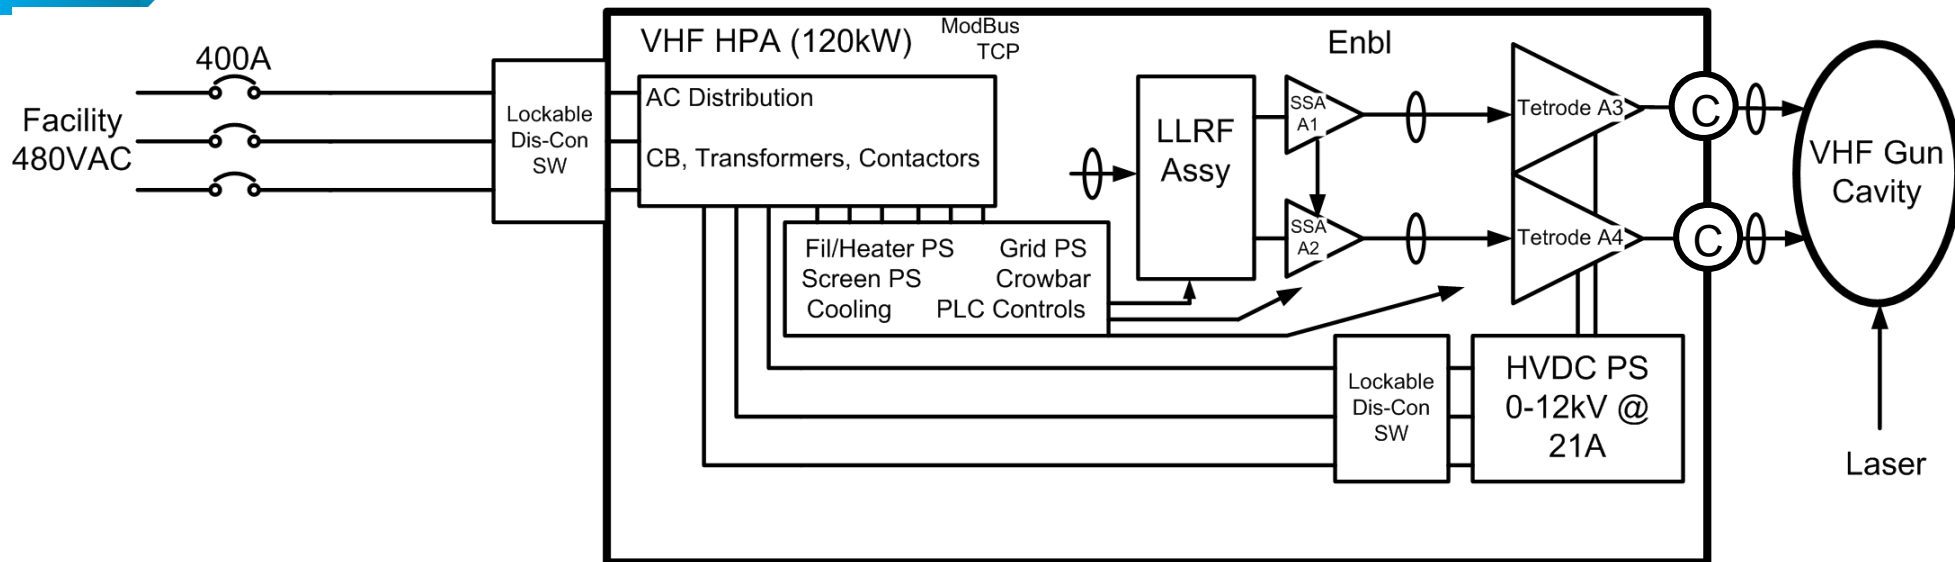 400A
Facility
480VAC
Lockable
Dis-Con
SW
VHF HPA (120kW)
ModBus
TCP
AC Distribution
CB, Transformers, Contactors
Fil/Heater PS
Grid PS
Screen PS
Crowbar
Cooling
PLC Controls
LLRF
Assy
Enbl
SSA
A1
SSA
A2
Tetrode A3
Tetrode A4
C
C
VHF Gun
Cavity
Lockable
Dis-Con
SW
HVDC PS
0-12kV @
21A
Laser